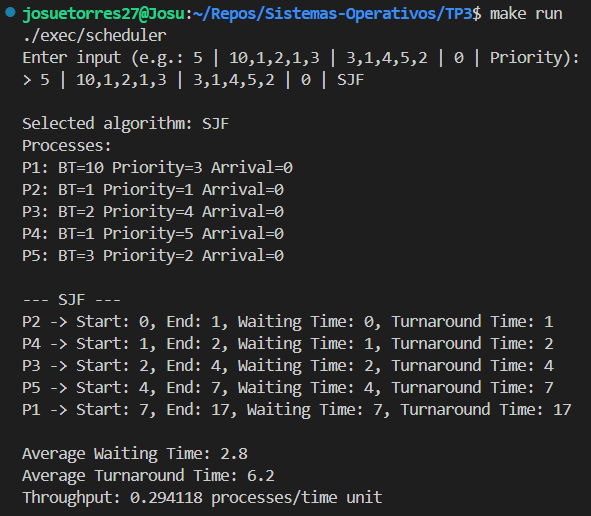 josuetorres27@Josu:~/Repos/Sistemas-Operativos/TP3$ make run
./exec/scheduler
Enter input (e.g.: 5 | 10,1,2,1,3 | 3,1,4,5,2 | 0 | Priority):
> 5 | 10,1,2,1,3 | 3,1,4,5,2 | 0 | SJF
Selected algorithm: SJF
Processes:
P1: BT=10 Priority=3 Arrival=0
P2: BT=1 Priority=1 Arrival=0
P3: BT=2 Priority=4 Arrival=0
P4: BT=1 Priority=5 Arrival=0
P5: BT=3 Priority=2 Arrival=0
--- SJF ---
P2 -> Start: 0, End: 1, Waiting Time: 0, Turnaround Time: 1
P4 -> Start: 1, End: 2, Waiting Time: 1, Turnaround Time: 2
P3 -> Start: 2, End: 4, Waiting Time: 2, Turnaround Time: 4
P5 -> Start: 4, End: 7, Waiting Time: 4, Turnaround Time: 7
P1 -> Start: 7, End: 17, Waiting Time: 7, Turnaround Time: 17
Average Waiting Time: 2.8
Average Turnaround Time: 6.2
Throughput: 0.294118 processes/time unit